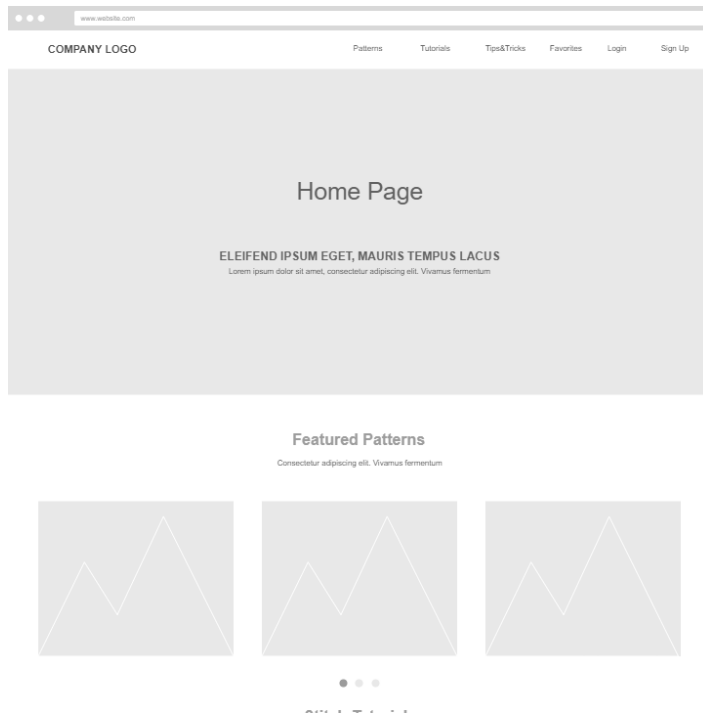 www.website.com
COMPANY LOGO
Patterns
Tutorials
Tips&Tricks
Favorites
Login
Sign Up
Home Page
ELEIFEND IPSUM EGET, MAURIS TEMPUS LACUS
Lorem ipsum dolor sit amet, consectetur adipiscing elit. Vivamus fermentum
Featured Patterns
Consectetur adipiscing elit. Vivamus fermentum